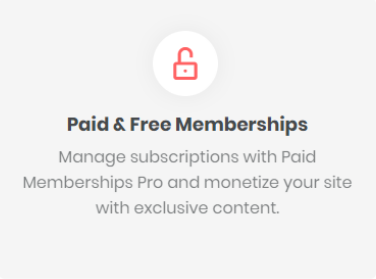 Paid & Free Memberships
Manage subscriptions with Paid
Memberships Pro and monetize your site
with exclusive content.